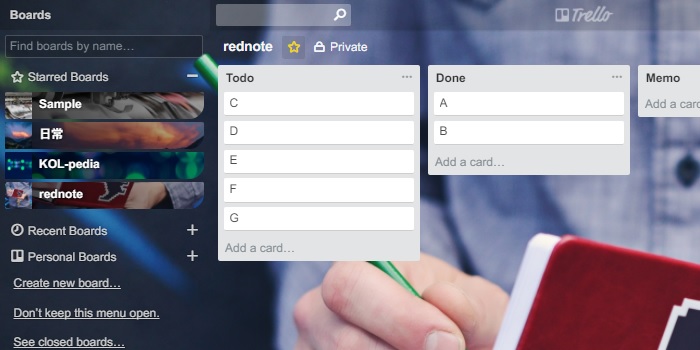 Boards
Trello
Find boards by name…
rednote
Private
Starred Boards
Sample
日常
KOL-pedia
rednote
Recent Boards
Personal Boards
Create new board…
Don't keep this menu open.
See closed boards…
Todo
C
D
E
F
G
Add a card…
Done
A
B
Add a card…
Memo
Add a card…